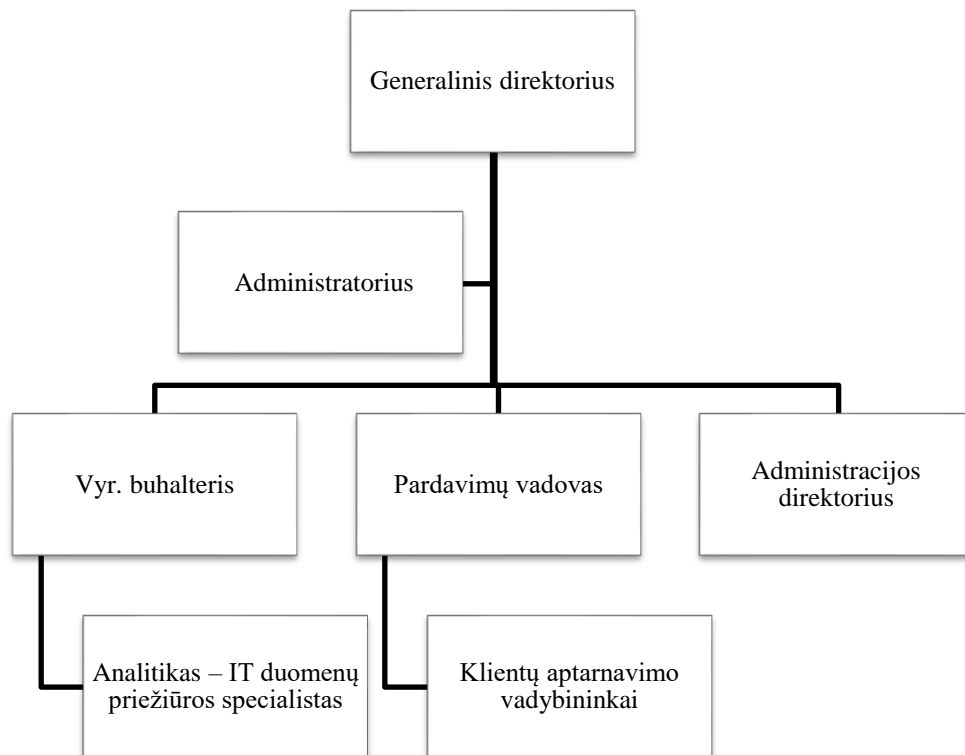 Generalinis direktorius
Administratorius
Vyr. buhalteris
Pardavimų vadovas
Administracijos
direktorius
Analitikas – IT duomenų
priežiūros specialistas
Klientų aptarnavimo
vadybininkai